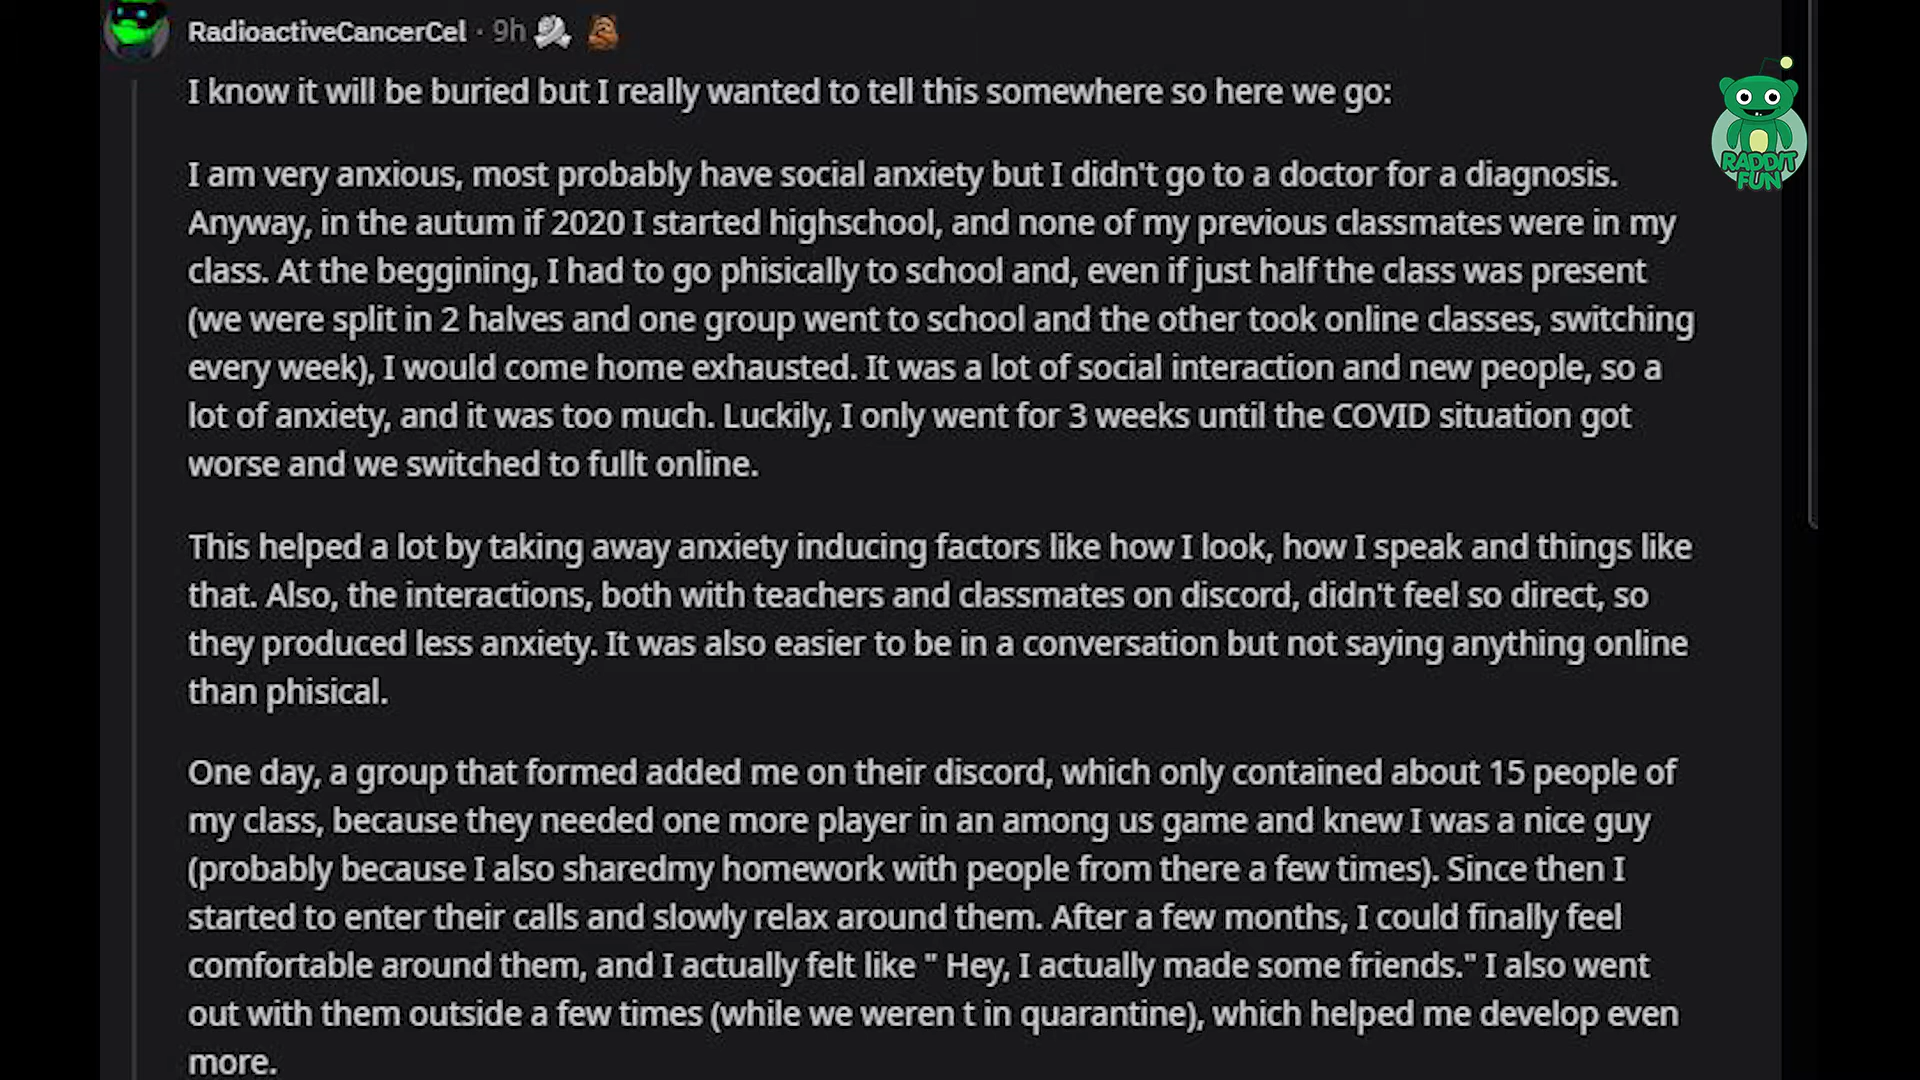 RadioactiveCancerCel · 9h
I know it will be buried but I really wanted to tell this somewhere so here we go:
I am very anxious, most probably have social anxiety but I didn't go to a doctor for a diagnosis.
Anyway, in the autum if 2020 I started highschool, and none of my previous classmates were in my
class. At the beggining, I had to go phisically to school and, even if just half the class was present
(we were split in 2 halves and one group went to school and the other took online classes, switching
every week), I would come home exhausted. It was a lot of social interaction and new people, so a
lot of anxiety, and it was too much. Luckily, I only went for 3 weeks until the COVID situation got
worse and we switched to fullt online.
This helped a lot by taking away anxiety inducing factors like how I look, how I speak and things like
that. Also, the interactions, both with teachers and classmates on discord, didn't feel so direct, so
they produced less anxiety. It was also easier to be in a conversation but not saying anything online
than phisical.
One day, a group that formed added me on their discord, which only contained about 15 people of
my class, because they needed one more player in an among us game and knew I was a nice guy
(probably because I also sharedmy homework with people from there a few times). Since then I
started to enter their calls and slowly relax around them. After a few months, I could finally feel
comfortable around them, and I actually felt like " Hey, I actually made some friends." I also went
out with them outside a few times (while we weren t in quarantine), which helped me develop even
more.
RADDIT
FUN